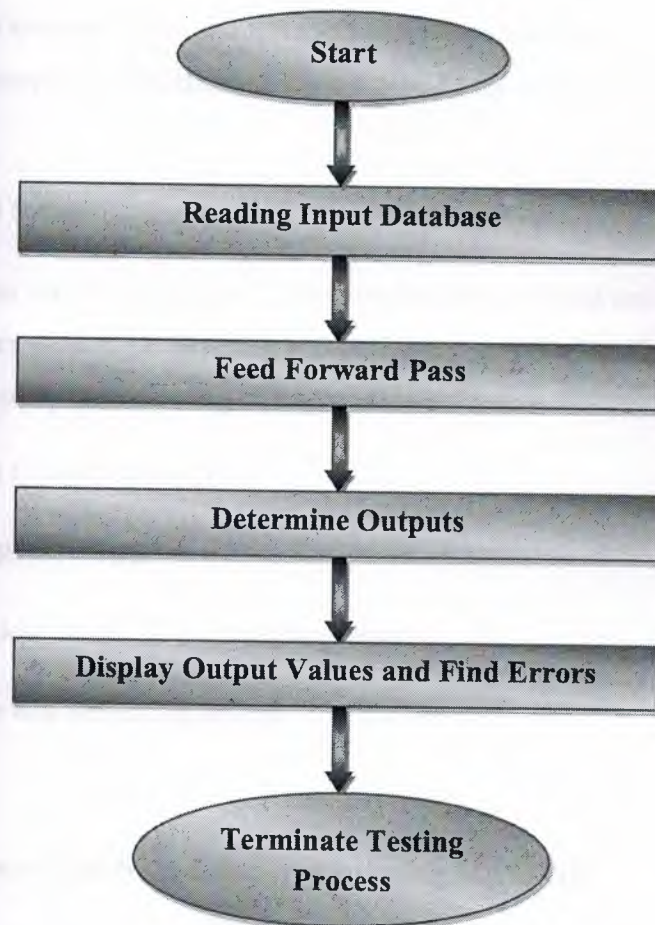 Start
Reading Input Database
Feed Forward Pass
Determine Outputs
Display Output Values and Find Errors
Terminate Testing
Process